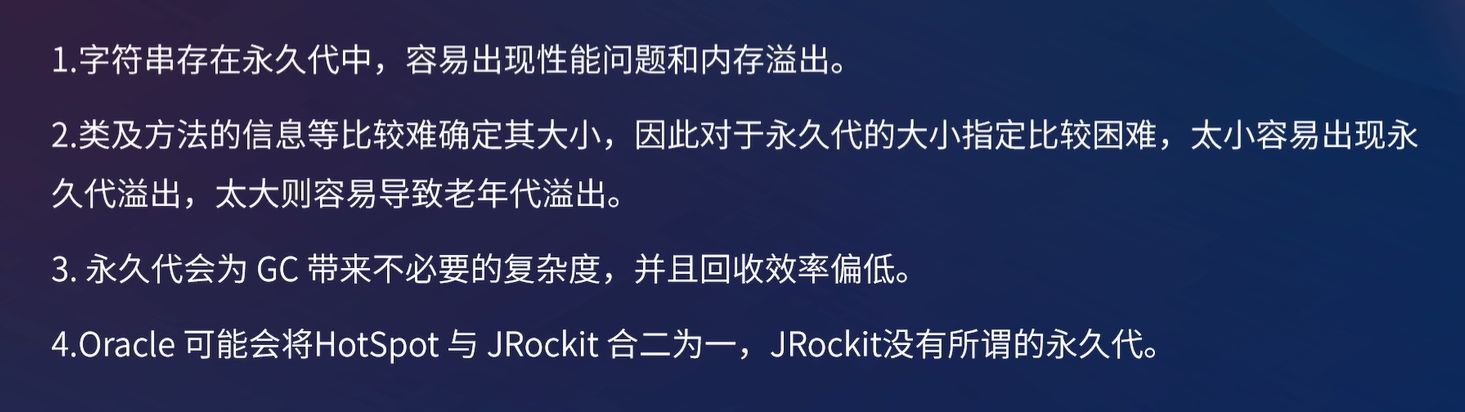 1.字符串存在永久代中，容易出现性能问题和内存溢出。
2.类及方法的信息等比较难确定其大小，因此对于永久代的大小指定比较困难，太小容易出现永
久代溢出，太大则容易导致老年代溢出。
3. 永久代会为 GC 带来不必要的复杂度，并且回收效率偏低。
4.Oracle 可能会将HotSpot 与 JRockit 合二为一，JRockit没有所谓的永久代。